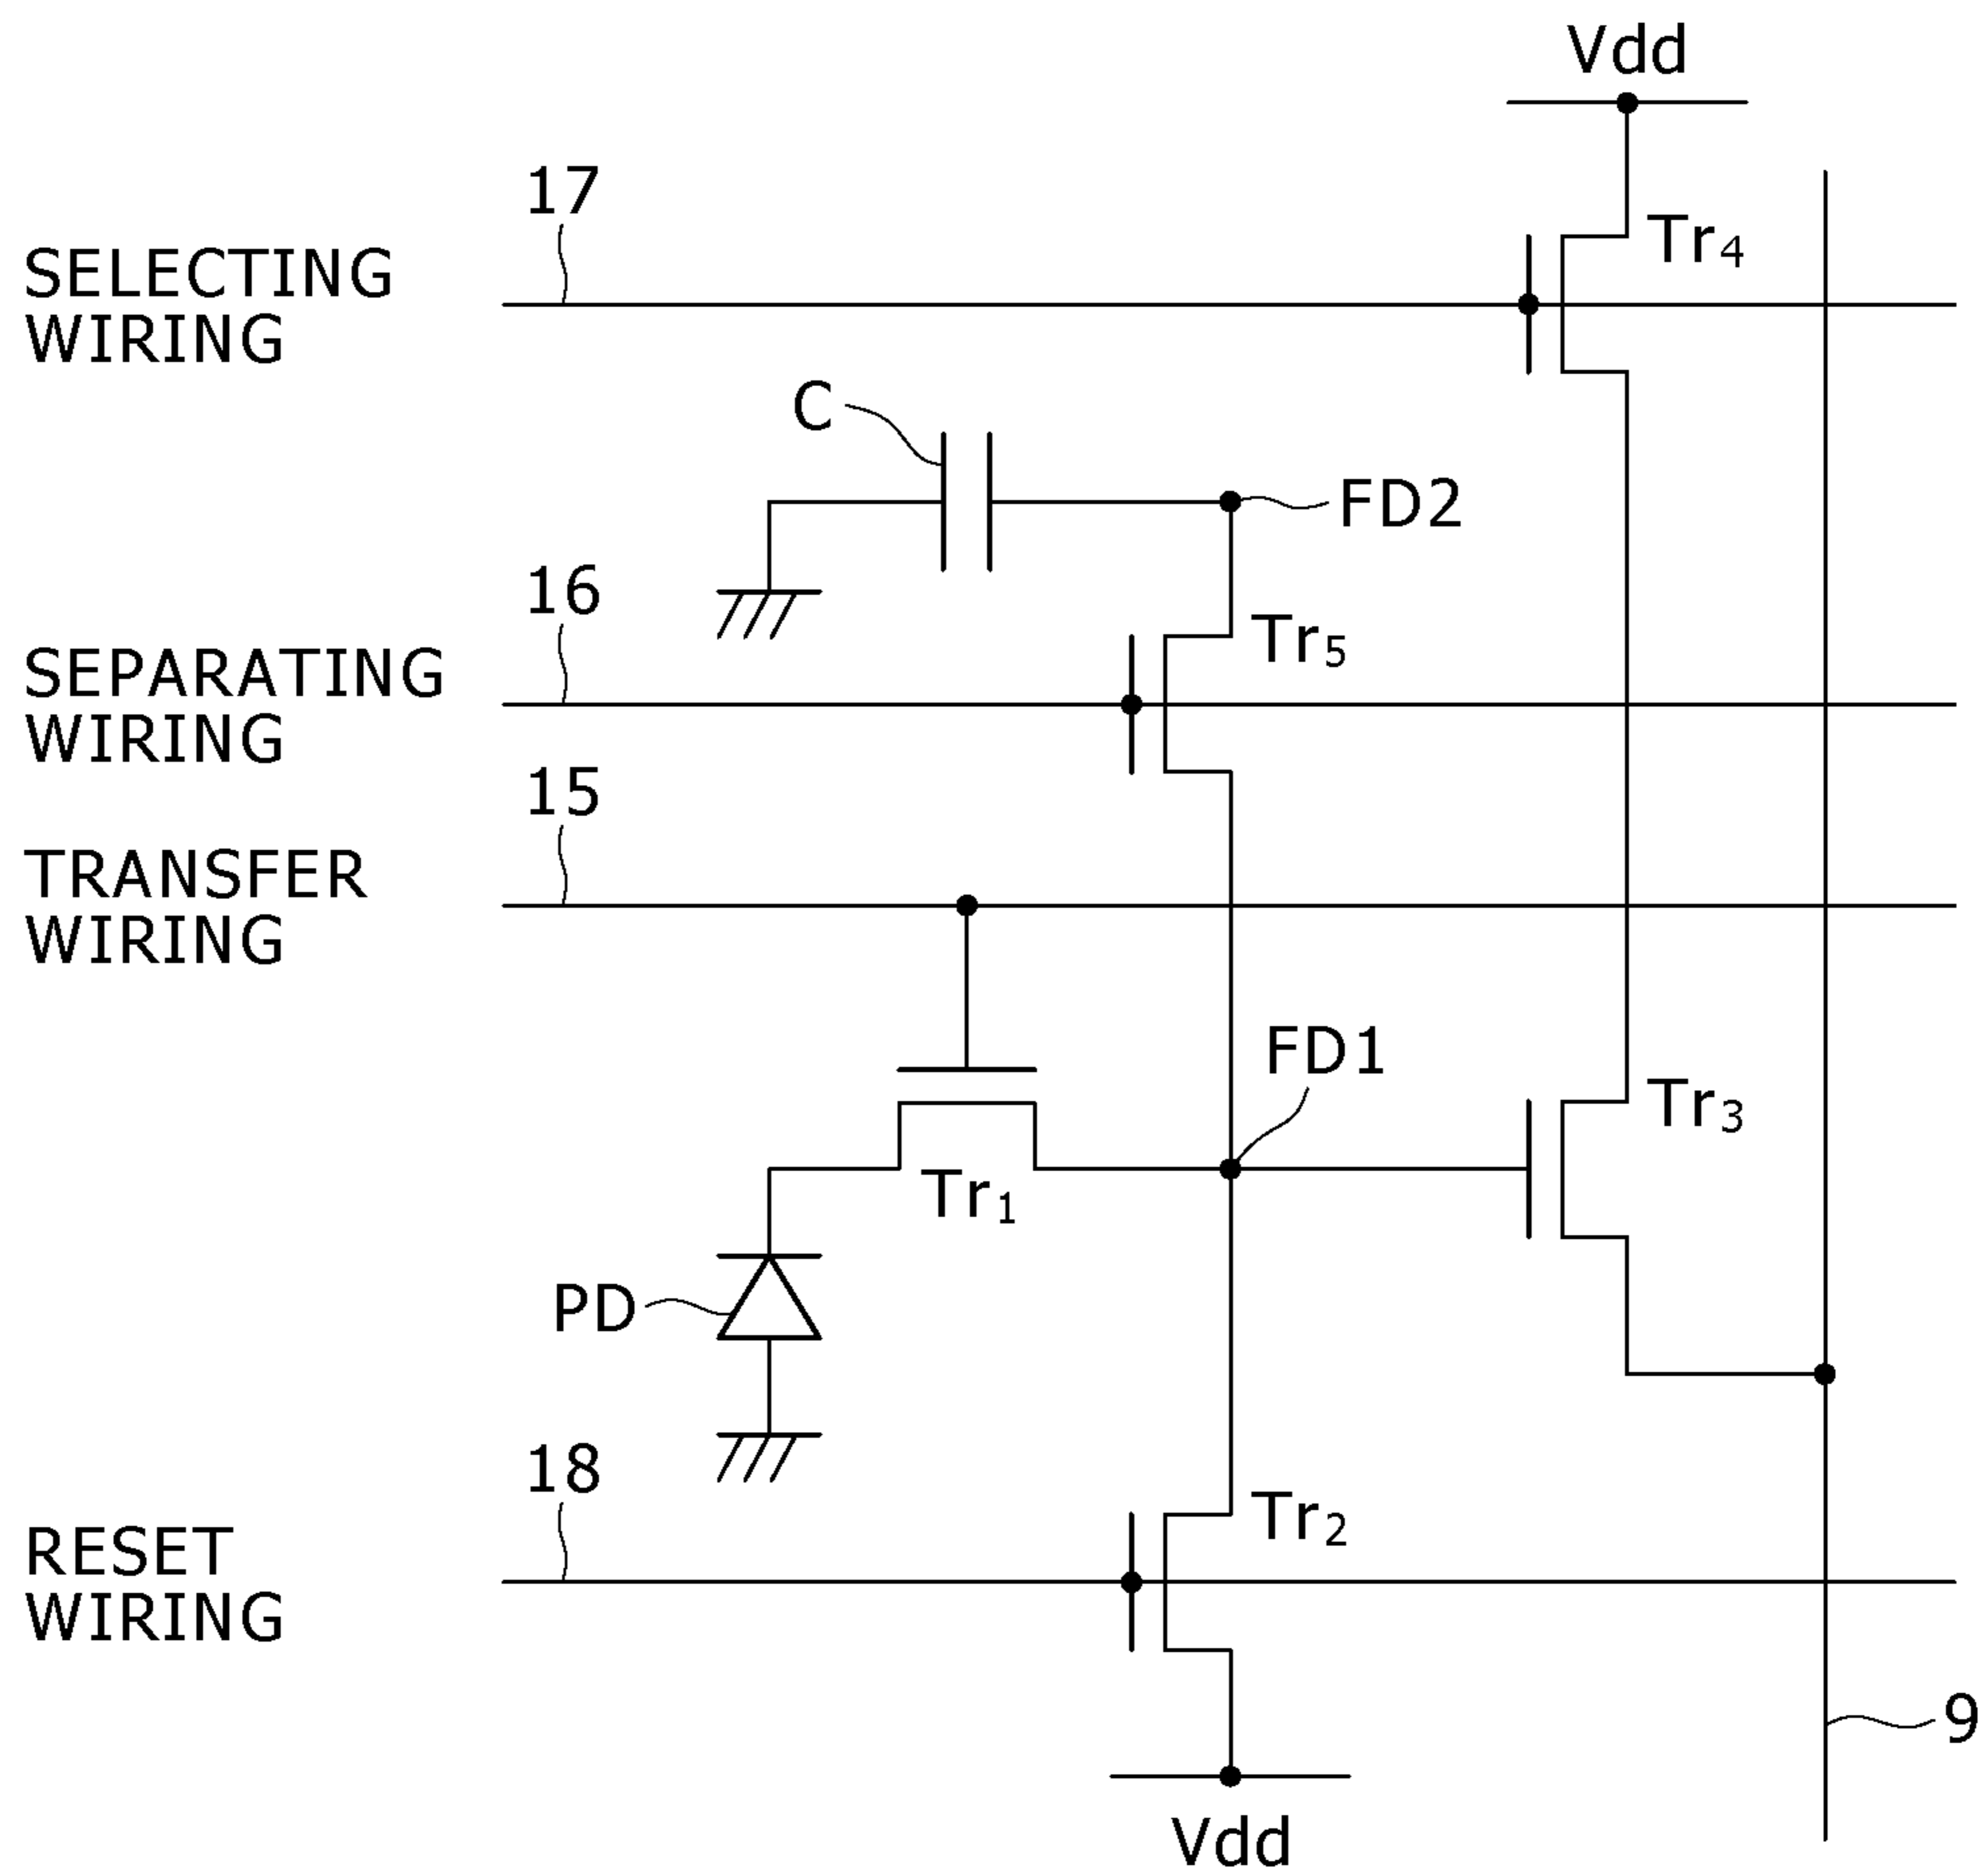 Vdd
17
Tr4
SELECTING
WIRING
C
FD2
16
Tr5
SEPARATING
WIRING
15
TRANSFER
WIRING
FD1
Tr3
Tr1
PD
18
Tr2
RESET
WIRING
9
Vdd